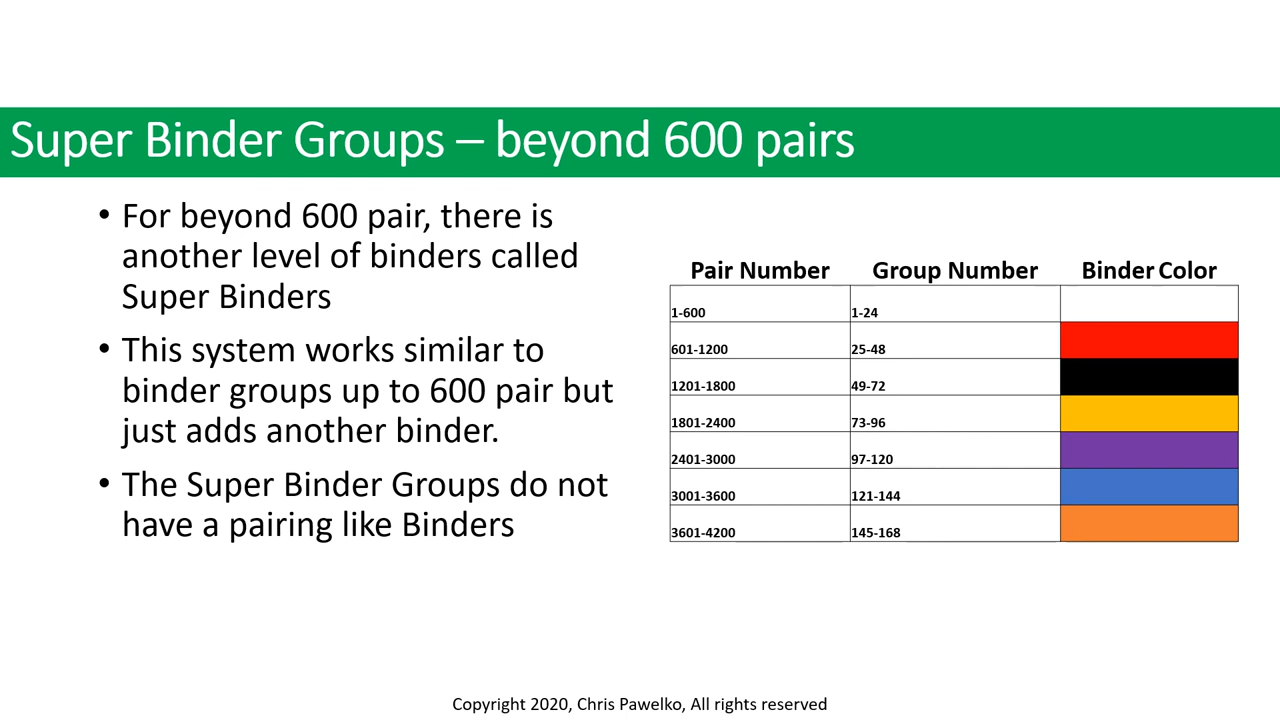 Super Binder Groups – beyond 600 pairs
• For beyond 600 pair, there is
another level of binders called
Super Binders
• This system works similar to
binder groups up to 600 pair but
just adds another binder.
• The Super Binder Groups do not
have a pairing like Binders
Pair Number Group Number Binder Color
1-600 1-24
601-1200 25-48
1201-1800 49-72
1801-2400 73-96
2401-3000 97-120
3001-3600 121-144
3601-4200 145-168
Copyright 2020, Chris Pawelko, All rights reserved